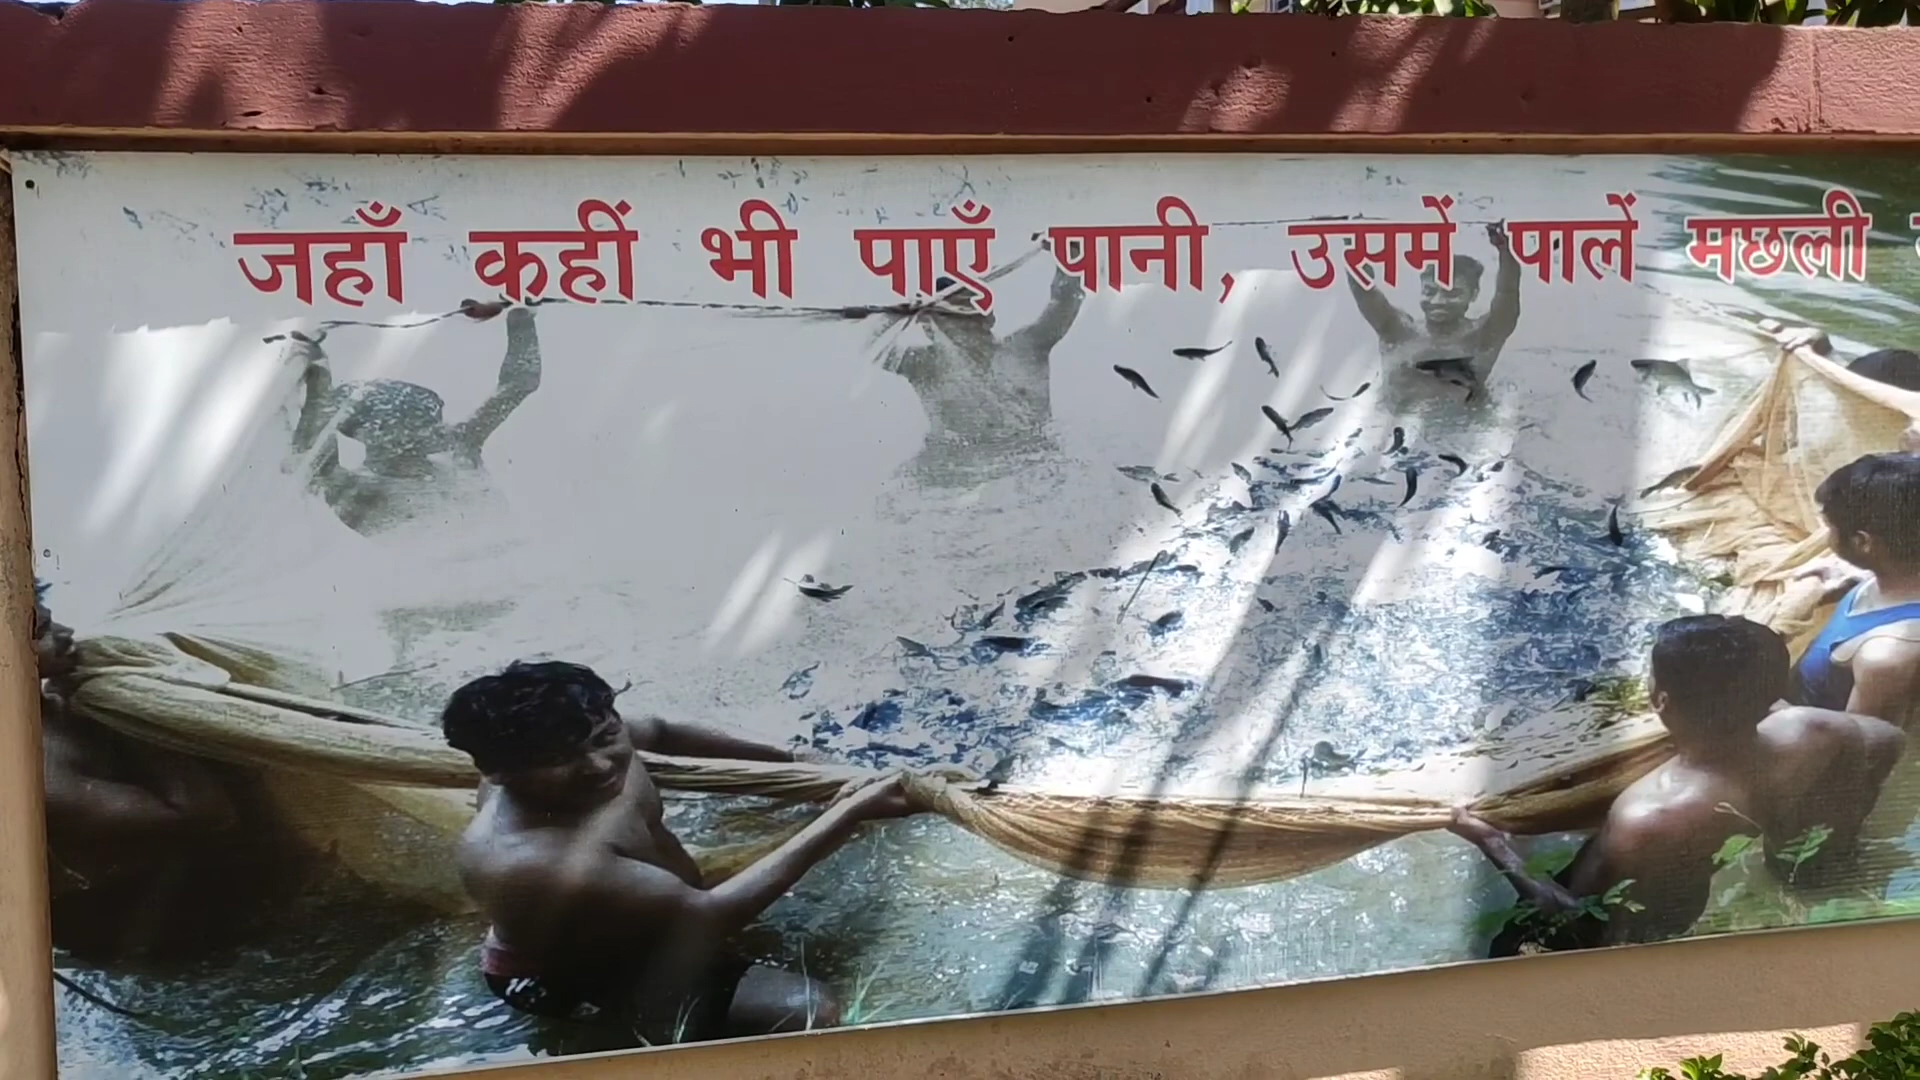 जहाँ कहीं भी पाएँ पानी, उसमें पालें मछली